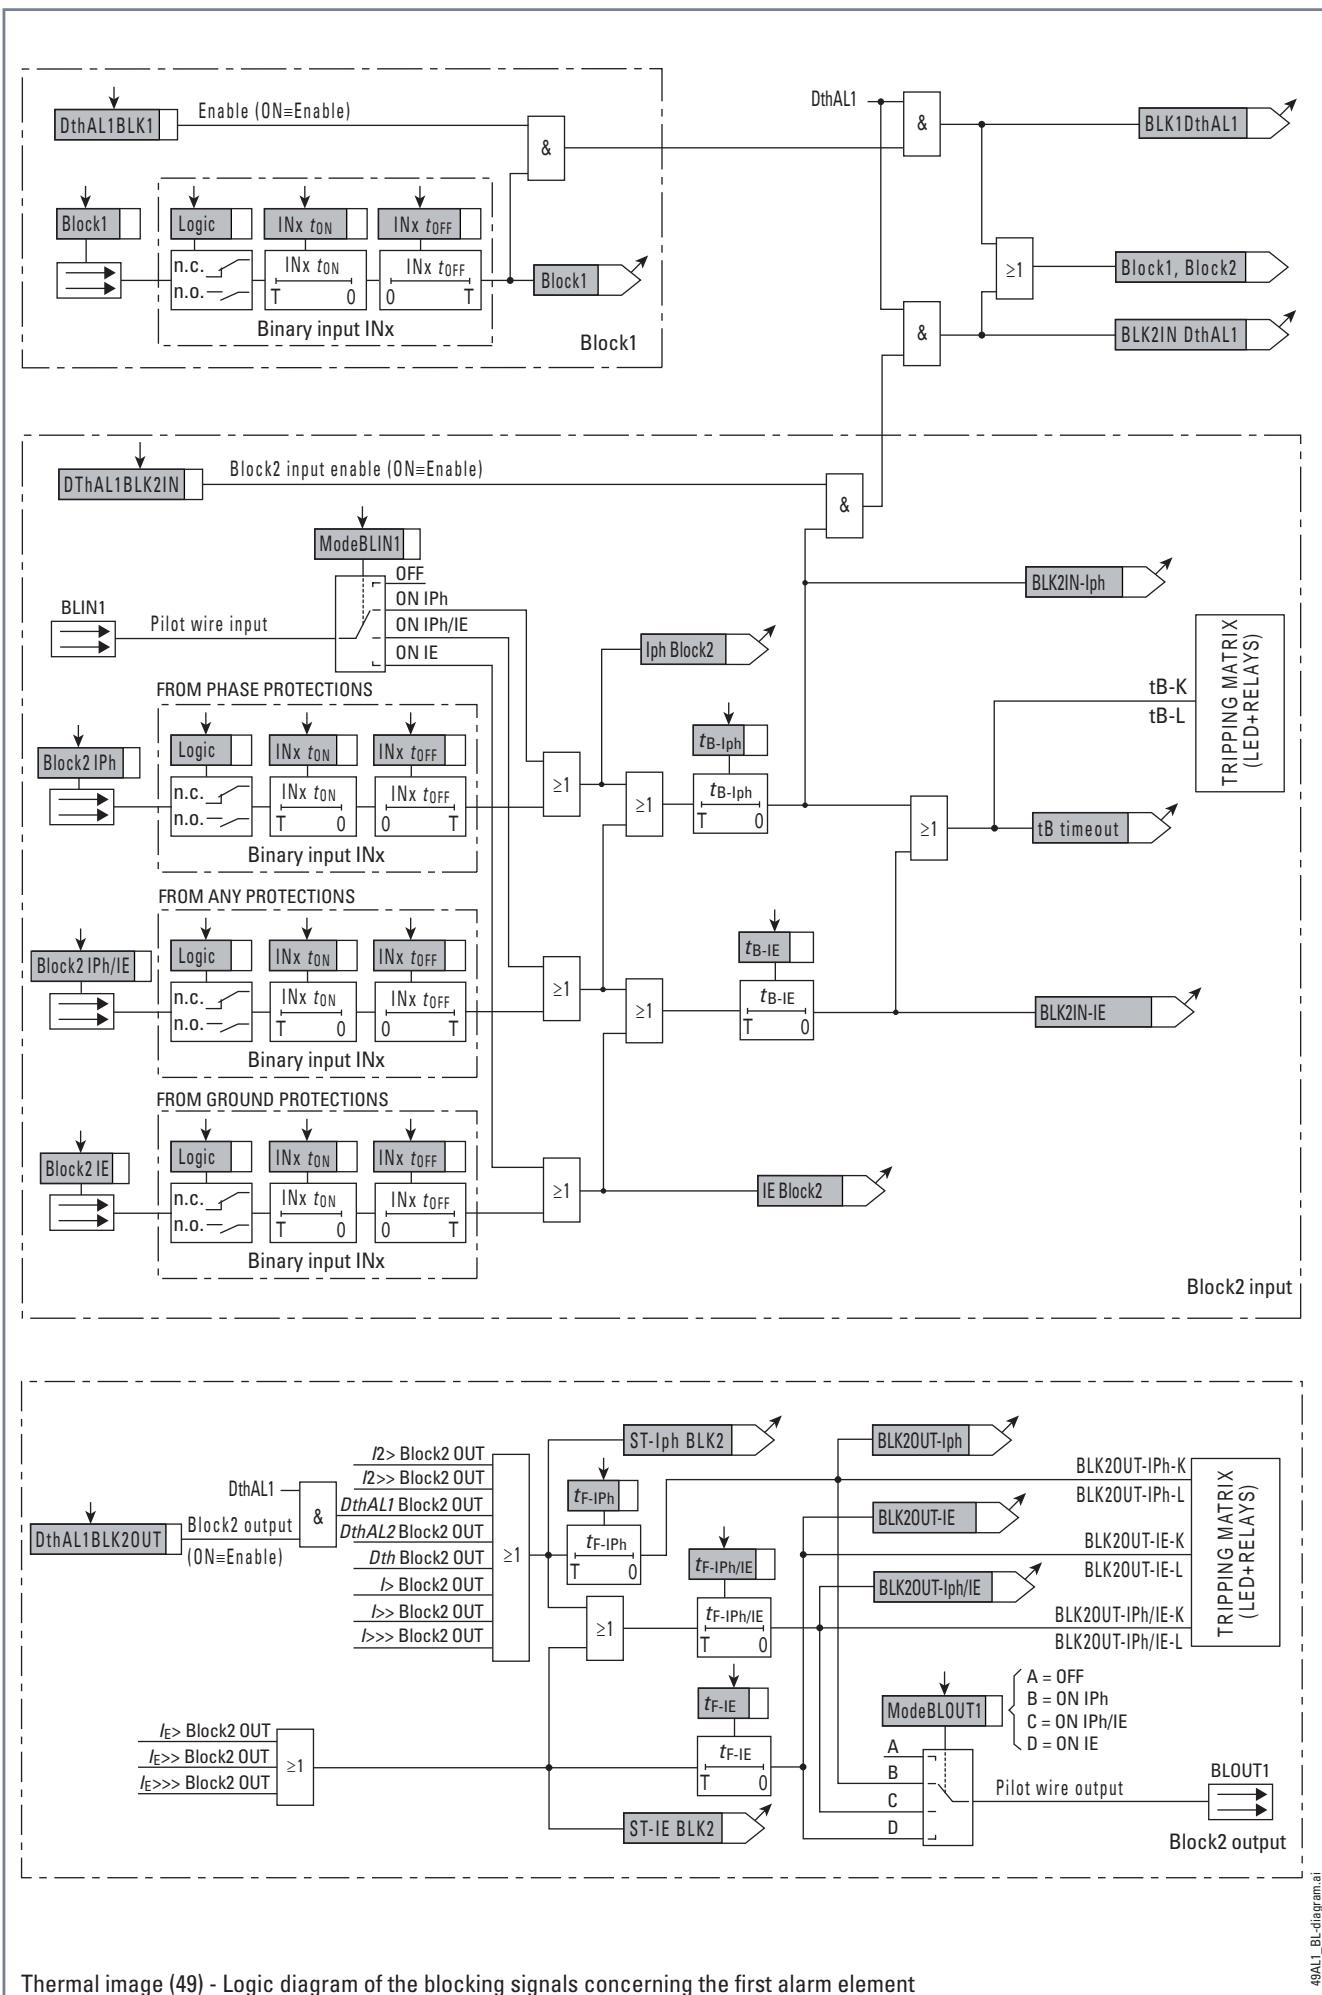 DthAL1BLK1
Enable (ON≡Enable)
&
DthAL1
&
BLK1DthAL1
Block1
Logic
INx tON
INx tOFF
n.c.
n.o.
INx tON
T 0
INx tOFF
0 T
Binary input INx
Block1
Block1
≥1
Block1, Block2
&
BLK2IN DthAL1
DThAL1BLK2IN
Block2 input enable (ON≡Enable)
&
ModeBLIN1
OFF
ON IPh
ON IPh/IE
ON IE
BLIN1
Pilot wire input
BLK2IN-Iph
Iph Block2
TRIPPING MATRIX
(LED+RELAYS)
tB-K
tB-L
FROM PHASE PROTECTIONS
Block2 IPh
Logic
INx tON
INx tOFF
n.c.
n.o.
INx tON
T 0
INx tOFF
0 T
Binary input INx
≥1
≥1
tB-Iph
tB-Iph
T 0
≥1
tB timeout
FROM ANY PROTECTIONS
Block2 IPh/IE
Logic
INx tON
INx tOFF
n.c.
n.o.
INx tON
T 0
INx tOFF
0 T
Binary input INx
≥1
≥1
tB-IE
tB-IE
T 0
BLK2IN-IE
FROM GROUND PROTECTIONS
Block2 IE
Logic
INx tON
INx tOFF
n.c.
n.o.
INx tON
T 0
INx tOFF
0 T
Binary input INx
≥1
IE Block2
Block2 input
DthAL1
DthAL1BLK2OUT
Block2 output
(ON≡Enable)
&
I2> Block2 OUT
I2>> Block2 OUT
DthAL1 Block2 OUT
DthAL2 Block2 OUT
Dth Block2 OUT
I> Block2 OUT
I>> Block2 OUT
I>>> Block2 OUT
≥1
ST-Iph BLK2
tF-IPh
tF-IPh
T 0
≥1
tF-IPh/IE
tF-IPh/IE
T 0
BLK2OUT-Iph
BLK2OUT-IE
BLK2OUT-Iph/IE
BLK2OUT-IPh-K
BLK2OUT-IPh-L
BLK2OUT-IE-K
BLK2OUT-IE-L
BLK2OUT-IPh/IE-K
BLK2OUT-IPh/IE-L
TRIPPING MATRIX
(LED+RELAYS)
IE> Block2 OUT
IE>> Block2 OUT
IE>>> Block2 OUT
≥1
tF-IE
tF-IE
T 0
ST-IE BLK2
ModeBLOUT1
A = OFF
B = ON IPh
C = ON IPh/IE
D = ON IE
A
B
C
D
Pilot wire output
BLOUT1
Block2 output
49AL1_BL-diagram.ai
Thermal image (49) - Logic diagram of the blocking signals concerning the first alarm element